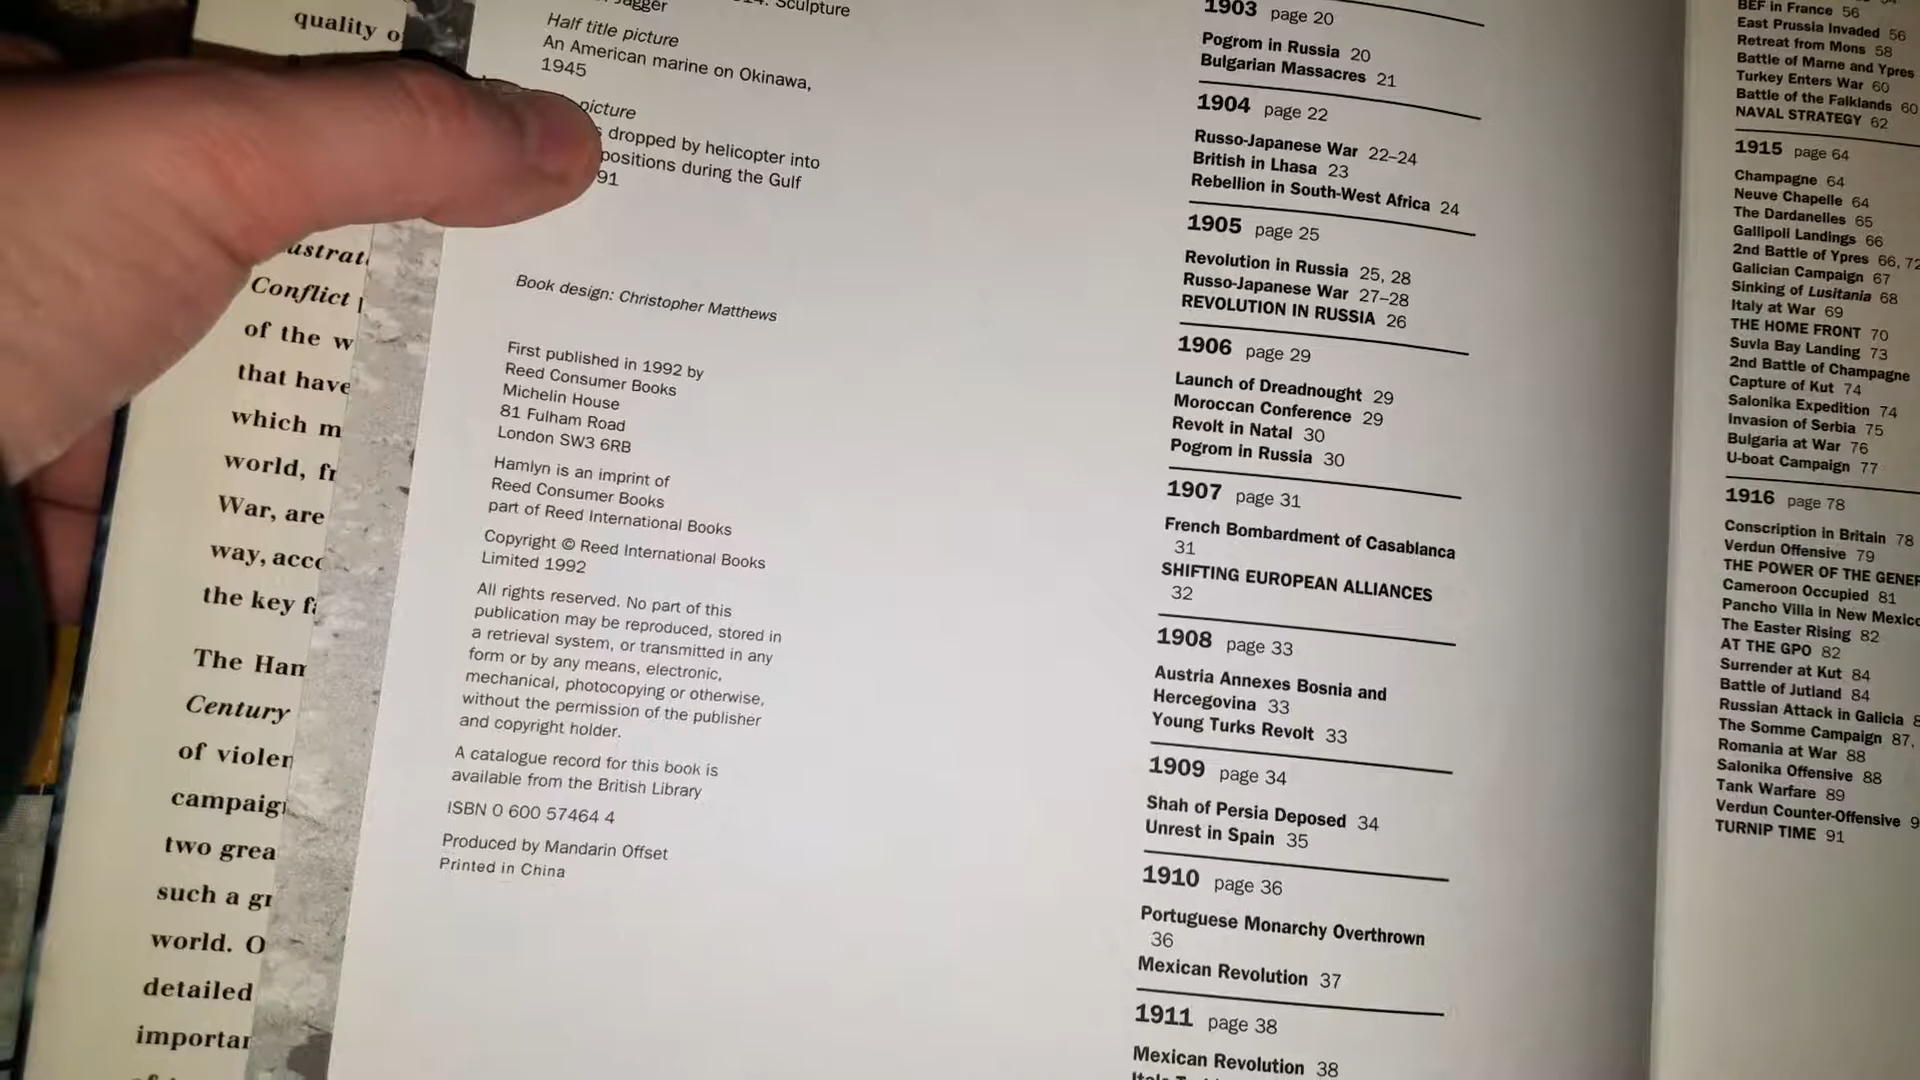 quality o
Sculpture
Half title picture
An American marine on Okinawa,
1945
picture
dropped by helicopter into
positions during the Gulf
91
Book design: Christopher Matthews
First published in 1992 by
Reed Consumer Books
Michelin House
81 Fulham Road
London SW3 6RB
Hamlyn is an imprint of
Reed Consumer Books
part of Reed International Books
Copyright © Reed International Books
Limited 1992
All rights reserved. No part of this
publication may be reproduced, stored in
a retrieval system, or transmitted in any
form or by any means, electronic,
mechanical, photocopying or otherwise,
without the permission of the publisher
and copyright holder.
A catalogue record for this book is
available from the British Library
ISBN 0 600 57464 4
Produced by Mandarin Offset
Printed in China
Conflict
of the w
that have
which m
world, fr
War, are
way, acco
the key fa
The Ham
Century
of violen
campaign
two grea
such a gr
world. O
detailed
importan
1903 page 20
Pogrom in Russia 20
Bulgarian Massacres 21
1904 page 22
Russo-Japanese War 22–24
British in Lhasa 23
Rebellion in South-West Africa 24
1905 page 25
Revolution in Russia 25, 28
Russo-Japanese War 27–28
REVOLUTION IN RUSSIA 26
1906 page 29
Launch of Dreadnought 29
Moroccan Conference 29
Revolt in Natal 30
Pogrom in Russia 30
1907 page 31
French Bombardment of Casablanca
31
SHIFTING EUROPEAN ALLIANCES
32
1908 page 33
Austria Annexes Bosnia and
Hercegovina 33
Young Turks Revolt 33
1909 page 34
Shah of Persia Deposed 34
Unrest in Spain 35
1910 page 36
Portuguese Monarchy Overthrown
36
Mexican Revolution 37
1911 page 38
Mexican Revolution 38
BEF in France 56
East Prussia Invaded 56
Retreat from Mons 58
Battle of Marne and Ypres
Turkey Enters War 60
Battle of the Falklands 60
NAVAL STRATEGY 62
1915 page 64
Champagne 64
Neuve Chapelle 64
The Dardanelles 65
Gallipoli Landings 66
2nd Battle of Ypres 66, 72
Galician Campaign 67
Sinking of Lusitania 68
Italy at War 69
THE HOME FRONT 70
Suvla Bay Landing 73
2nd Battle of Champagne
Capture of Kut 74
Salonika Expedition 74
Invasion of Serbia 75
Bulgaria at War 76
U-boat Campaign 77
1916 page 78
Conscription in Britain 78
Verdun Offensive 79
THE POWER OF THE GENER
Cameroon Occupied 81
Pancho Villa in New Mexico
The Easter Rising 82
AT THE GPO 82
Surrender at Kut 84
Battle of Jutland 84
Russian Attack in Galicia
The Somme Campaign 87,
Romania at War 88
Salonika Offensive 88
Tank Warfare 89
Verdun Counter-Offensive 9
TURNIP TIME 91